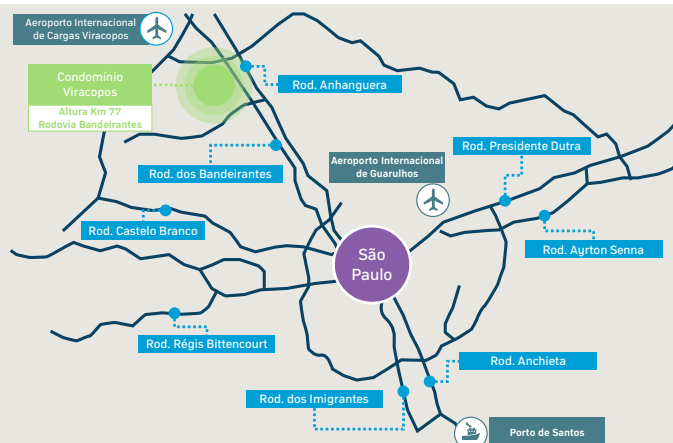 Aeroporto Internacional
de Cargas Viracopos
Condomínio
Viracopos
Altura Km 77
Rodovia Bandeirantes
Rod. Anhanguera
Rod. dos Bandeirantes
Aeroporto Internacional
de Guarulhos
Rod. Presidente Dutra
Rod. Castelo Branco
São
Paulo
Rod. Ayrton Senna
Rod. Régis Bittencourt
Rod. Anchieta
Rod. dos Imigrantes
Porto de Santos